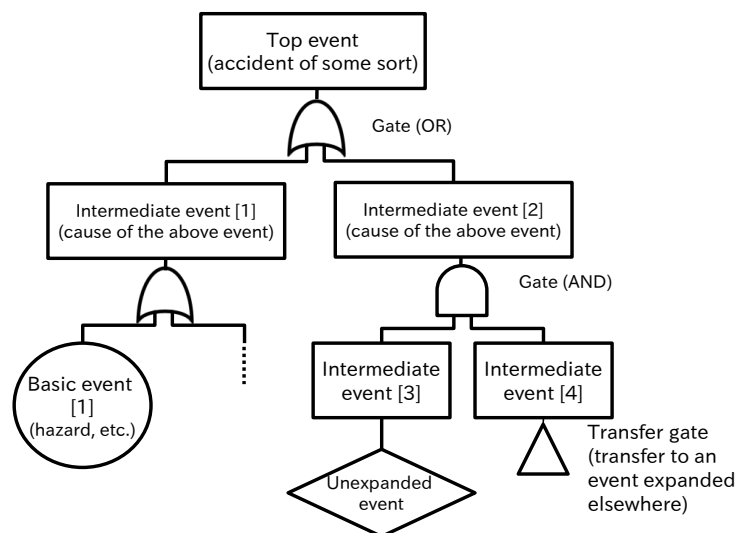 Top event
(accident of some sort)
Gate (OR)
Intermediate event [1]
(cause of the above event)
Intermediate event [2]
(cause of the above event)
Gate (AND)
Basic event
[1]
(hazard, etc.)
Intermediate
event [3]
Intermediate
event [4]
Transfer gate
(transfer to an
event expanded
elsewhere)
Unexpanded
event